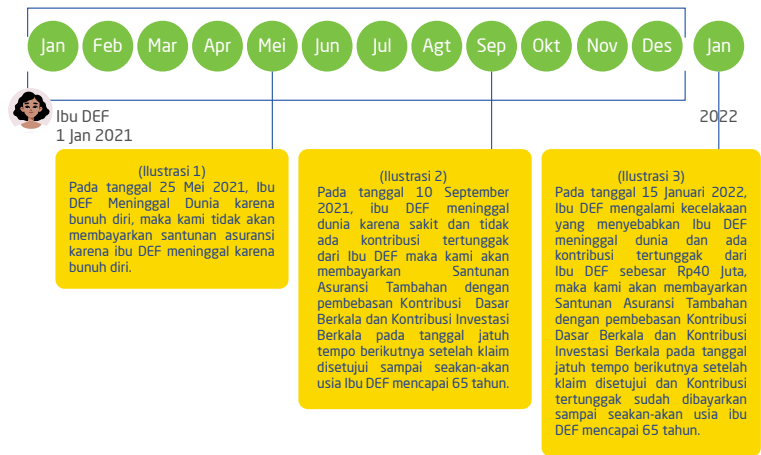 Jan Feb Mar Apr Mei Jun Jul Agt Sep Okt Nov Des Jan
Ibu DEF
1 Jan 2021
2022
(Ilustrasi 1)
Pada tanggal 25 Mei 2021, Ibu
DEF Meninggal Dunia karena
bunuh diri, maka kami tidak akan
membayarkan santunan asuransi
karena ibu DEF meninggal karena
bunuh diri.
(Ilustrasi 2)
Pada tanggal 10 September
2021, ibu DEF meninggal
dunia karena sakit dan tidak
ada kontribusi tertunggak
dari Ibu DEF maka kami akan
membayarkan Santunan
Asuransi Tambahan dengan
pembebasan Kontribusi Dasar
Berkala dan Kontribusi Investasi
Berkala pada tanggal jatuh
tempo berikutnya setelah klaim
disetujui sampai seakan-akan
usia Ibu DEF mencapai 65 tahun.
(Ilustrasi 3)
Pada tanggal 15 Januari 2022,
Ibu DEF mengalami kecelakaan
yang menyebabkan Ibu DEF
meninggal dunia dan ada
kontribusi tertunggak dari
Ibu DEF sebesar Rp40 Juta,
maka kami akan membayarkan
Santunan Asuransi Tambahan
dengan pembebasan Kontribusi
Dasar Berkala dan Kontribusi
Investasi Berkala pada tanggal
jatuh tempo berikutnya setelah
klaim disetujui dan Kontribusi
tertunggak sudah dibayarkan
sampai seakan-akan usia ibu
DEF mencapai 65 tahun.